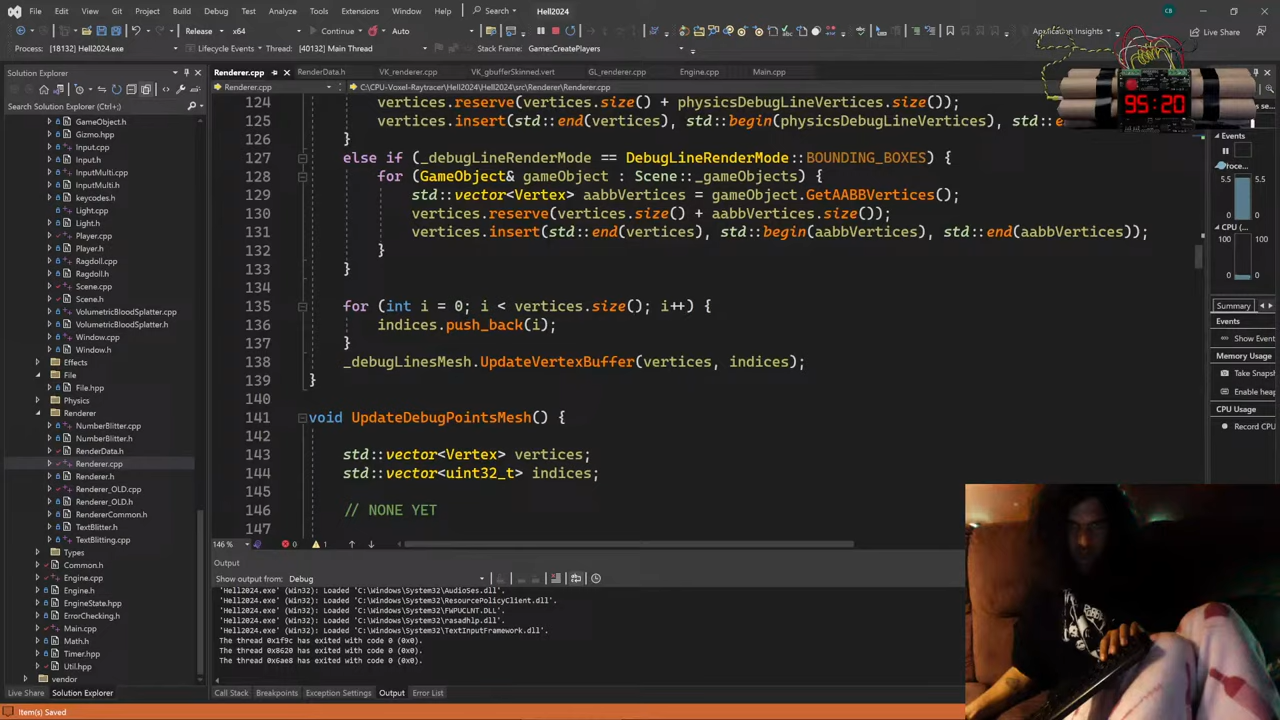 File Edit View Git Project Build Debug Test Analyze Tools Extensions Window Help Search Hell2024
CB
Release x64 Continue Auto Application Insights Live Share
Process: [18132] Hell2024.exe Lifecycle Events Thread: [40132] Main Thread Stack Frame: Game::CreatePlayers
Solution Explorer
Search Solution Explorer (Ctrl+;)
GameObject.h
Gizmo.hpp
Input.cpp
Input.h
InputMulti.cpp
InputMulti.h
keycodes.h
Light.cpp
Light.h
Player.cpp
Player.h
Ragdoll.cpp
Ragdoll.h
Scene.cpp
Scene.h
VolumetricBloodSplatter.cpp
VolumetricBloodSplatter.h
Window.cpp
Window.h
Effects
File
File.hpp
Physics
Renderer
NumberBlitter.cpp
NumberBlitter.h
RenderData.h
Renderer.cpp
Renderer.h
Renderer_OLD.cpp
Renderer_OLD.h
RendererCommon.h
TextBlitter.h
TextBlitting.cpp
Types
Common.h
Engine.cpp
Engine.h
EngineState.hpp
ErrorChecking.h
Main.cpp
Math.h
Timer.hpp
Util.hpp
vendor
Live Share Solution Explorer
Renderer.cpp RenderData.h VK_renderer.cpp VK_gbufferSkinned.vert GL_renderer.cpp Engine.cpp Main.cpp
Renderer.cpp C:\CPU-Voxel-Raytracer\Hell2024\Hell2024\src\Renderer\Renderer.cpp
124 vertices.reserve(vertices.size() + physicsDebugLineVertices.size());
125 vertices.insert(std::end(vertices), std::begin(physicsDebugLineVertices), std::e
126 }
127 else if (_debugLineRenderMode == DebugLineRenderMode::BOUNDING_BOXES) {
128 for (GameObject& gameObject : Scene::_gameObjects) {
129 std::vector<Vertex> aabbVertices = gameObject.GetAABBVertices();
130 vertices.reserve(vertices.size() + aabbVertices.size());
131 vertices.insert(std::end(vertices), std::begin(aabbVertices), std::end(aabbVertices));
132 }
133 }
134
135 for (int i = 0; i < vertices.size(); i++) {
136 indices.push_back(i);
137 }
138 _debugLinesMesh.UpdateVertexBuffer(vertices, indices);
139 }
140
141 void UpdateDebugPointsMesh() {
142
143 std::vector<Vertex> vertices;
144 std::vector<uint32_t> indices;
145
146 // NONE YET
147
146 % 0 1
Output
Show output from: Debug
'Hell2024.exe' (Win32): Loaded 'C:\Windows\System32\AudioSes.dll'.
'Hell2024.exe' (Win32): Loaded 'C:\Windows\System32\ResourcePolicyClient.dll'.
'Hell2024.exe' (Win32): Loaded 'C:\Windows\System32\FWPUCLNT.DLL'.
'Hell2024.exe' (Win32): Loaded 'C:\Windows\System32\rasadhlp.dll'.
'Hell2024.exe' (Win32): Loaded 'C:\Windows\System32\TextInputFramework.dll'.
The thread 0x1f9c has exited with code 0 (0x0).
The thread 0x8620 has exited with code 0 (0x0).
The thread 0x6ae8 has exited with code 0 (0x0).
Call Stack Breakpoints Exception Settings Output Error List
95:20
Events
5.5 5.5
CPU (
100 100
0 0
Summary
Events
Show Event
Memory Usage
Take Snaps
Enable heap
CPU Usage
Record CPU
Item(s) Saved